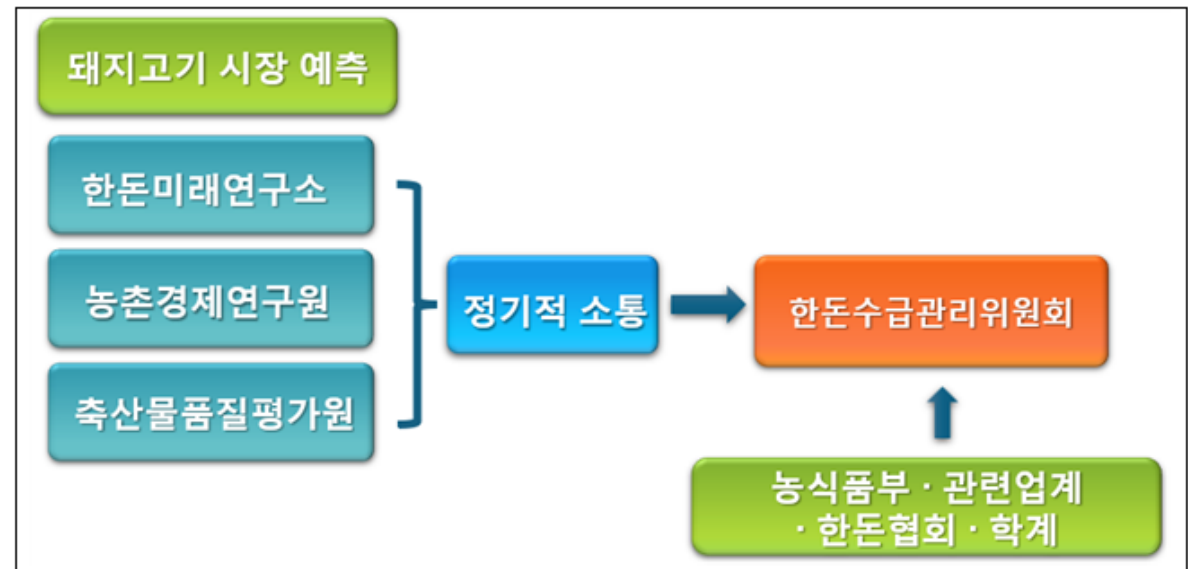 돼지고기 시장 예측
한돈미래연구소
농촌경제연구원
축산물품질평가원
정기적 소통
한돈수급관리위원회
농식품부 · 관련업계
· 한돈협회 · 학계